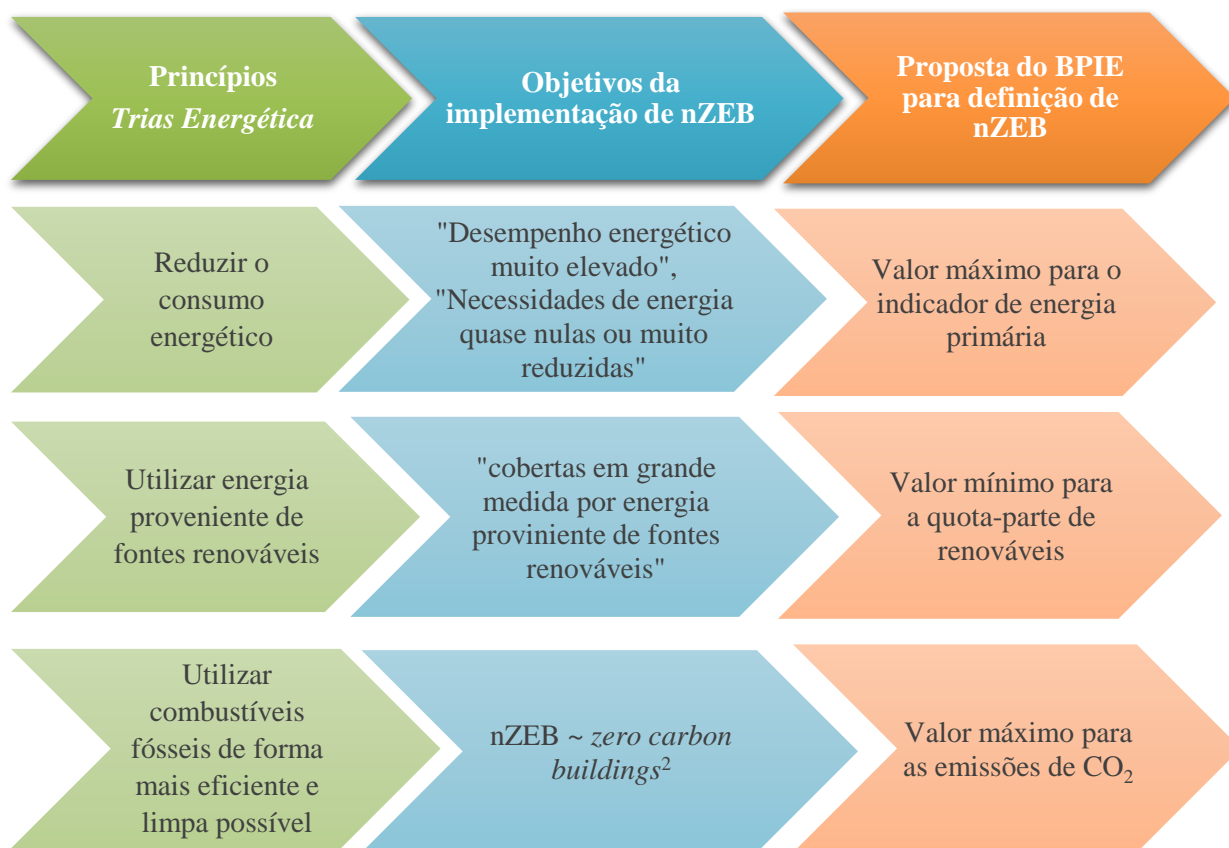 Princípios
Trias Energética
Objetivos da
implementação de nZEB
Proposta do BPIE
para definição de
nZEB
Reduzir o
consumo
energético
"Desempenho energético
muito elevado",
"Necessidades de energia
quase nulas ou muito
reduzidas"
Valor máximo para o
indicador de energia
primária
Utilizar energia
proveniente de
fontes renováveis
"cobertas em grande
medida por energia
proviniente de fontes
renováveis"
Valor mínimo para
a quota-parte de
renováveis
Utilizar
combustíveis
fósseis de forma
mais eficiente e
limpa possível
nZEB ~ zero carbon
buildings²
Valor máximo para
as emissões de CO₂